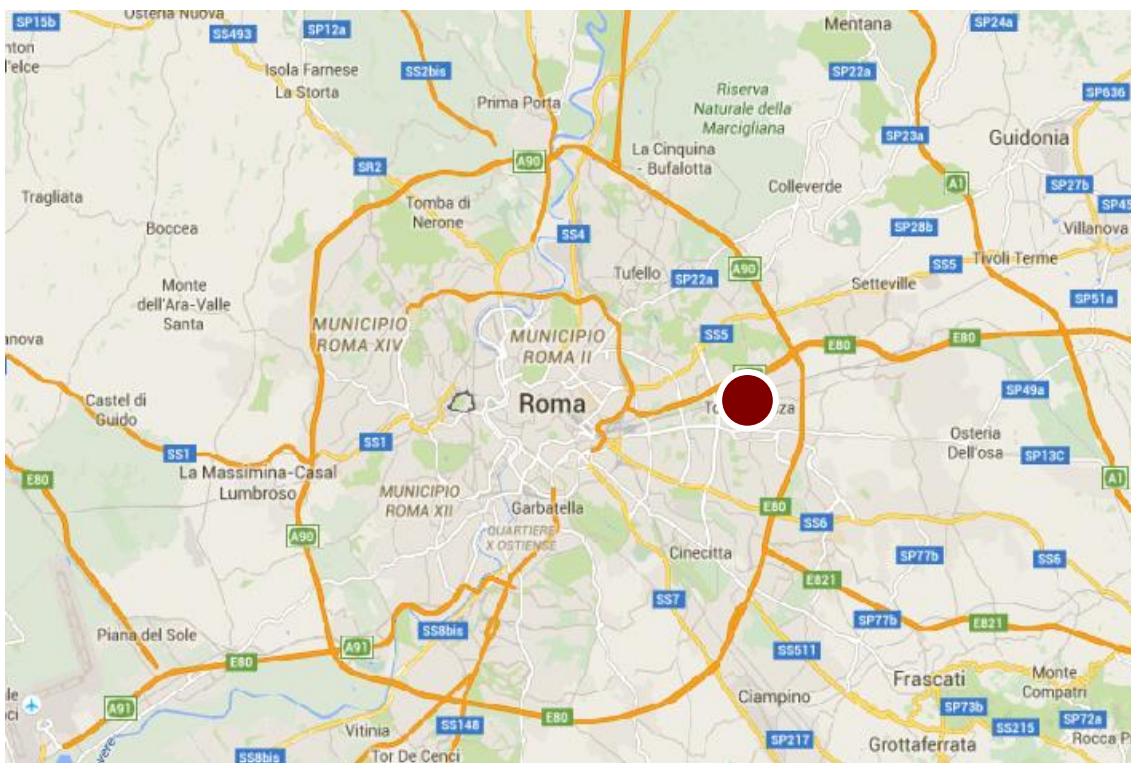 SP15b
Osteria Nuova
SP12a
SS493
SS2bis
Isola Farnese
La Storta
Prima Porta
Mentana
SP24a
SP22a
SP636
Riserva
Naturale della
Marcigliana
SP23a
Guidonia
A90
SR2
La Cinquina
- Bufalotta
Colleverde
A1
SP27b
Tragliata
Tomba di
Nerone
Boccea
SS4
SP28b
Villanova
Tivoli Terme
SS5
A90
Tufello
SP22a
Setteville
Monte
dell'Ara-Valle
Santa
SP51a
MUNICIPIO
ROMA XIV
MUNICIPIO
ROMA II
SS5
E80
E80
Castel di
Guido
Roma
SP49a
SS1
SS1
Osteria
Dell'osa
SP13C
La Massimina-Casal
Lumbroso
E80
A1
MUNICIPIO
ROMA XII
Garbatella
E80
SS6
A90
QUARTIERE
X OSTIENSE
Cinecitta
SP77b
SS6
E821
SS7
Piana del Sole
SS8bis
SP77b
E821
A91
E80
SS511
Frascati
Monte
Compatri
A91
Ciampino
SP73b
E80
SS148
Vitinia
SS215
SP72a
SP217
Grottaferrata
Rocca
SS8bis
Tor De Cenci